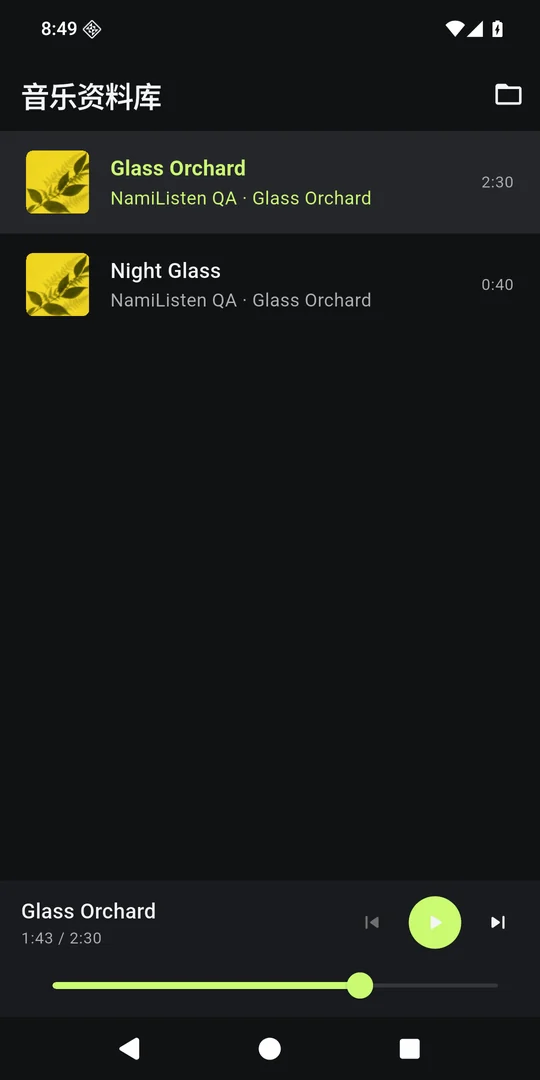 8:49
音乐资料库
Glass Orchard
NamiListen QA · Glass Orchard
2:30
Night Glass
NamiListen QA · Glass Orchard
0:40
Glass Orchard
1:43 / 2:30